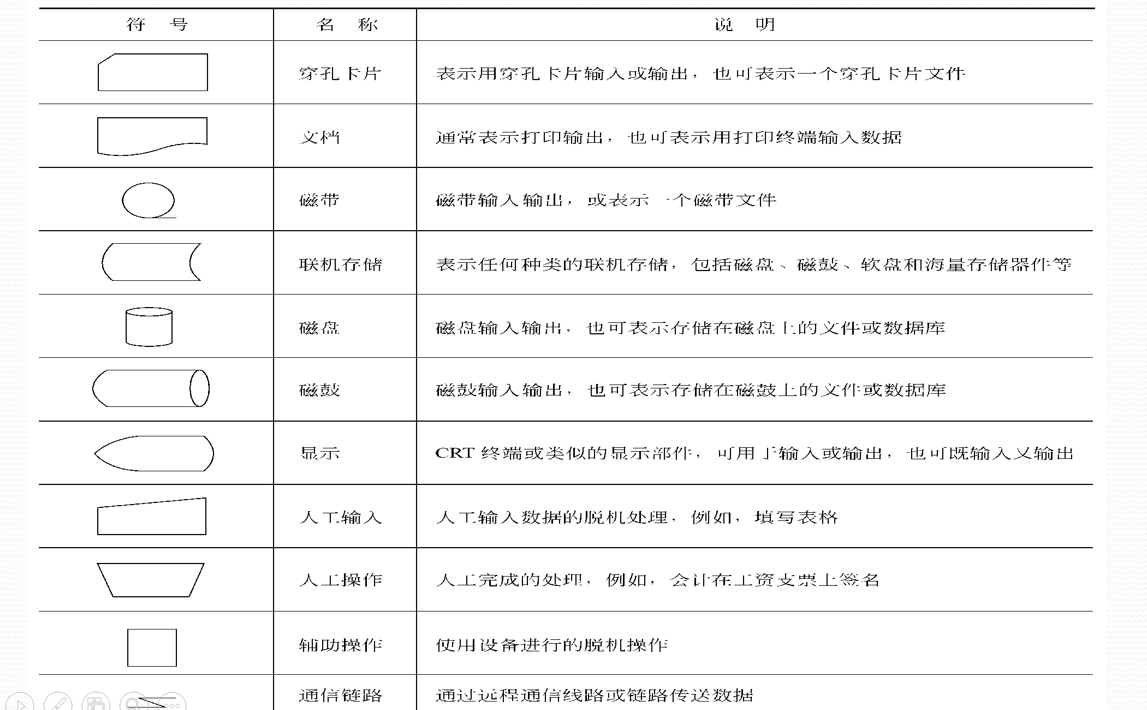 符 号 名 称 说 明
穿孔卡片 表示用穿孔卡片输入或输出，也可表示一个穿孔卡片文件
文档 通常表示打印输出，也可表示用打印终端输入数据
磁带 磁带输入输出，或表示一个磁带文件
联机存储 表示任何种类的联机存储，包括磁盘、磁鼓、软盘和海量存储器件等
磁盘 磁盘输入输出，也可表示存储在磁盘上的文件或数据库
磁鼓 磁鼓输入输出，也可表示存储在磁鼓上的文件或数据库
显示 CRT 终端或类似的显示部件，可用于输入或输出，也可既输入又输出
人工输入 人工输入数据的脱机处理，例如，填写表格
人工操作 人工完成的处理，例如，会计在工资支票上签名
辅助操作 使用设备进行的脱机操作
通信链路 通过远程通信线路或链路传送数据